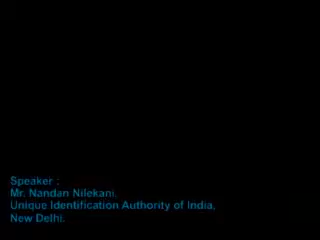 Speaker :
Mr. Nandan Nilekani,
Unique Identification Authority of India,
New Delhi.